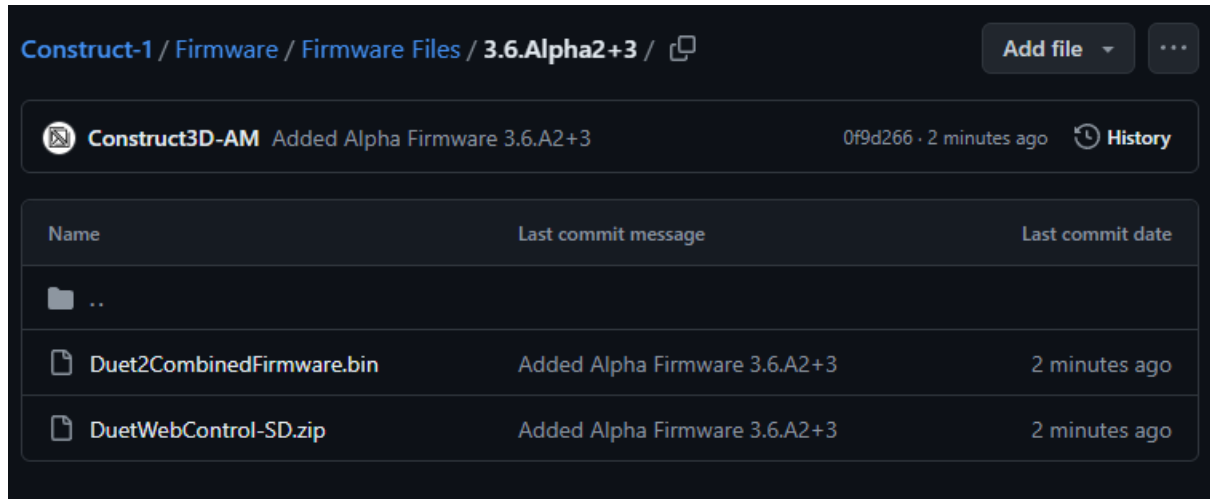 Construct-1 / Firmware / Firmware Files / 3.6.Alpha2+3 / Add file ...
Construct3D-AM Added Alpha Firmware 3.6.A2+3 0f9d266 · 2 minutes ago History
Name Last commit message Last commit date
..
Duet2CombinedFirmware.bin Added Alpha Firmware 3.6.A2+3 2 minutes ago
DuetWebControl-SD.zip Added Alpha Firmware 3.6.A2+3 2 minutes ago